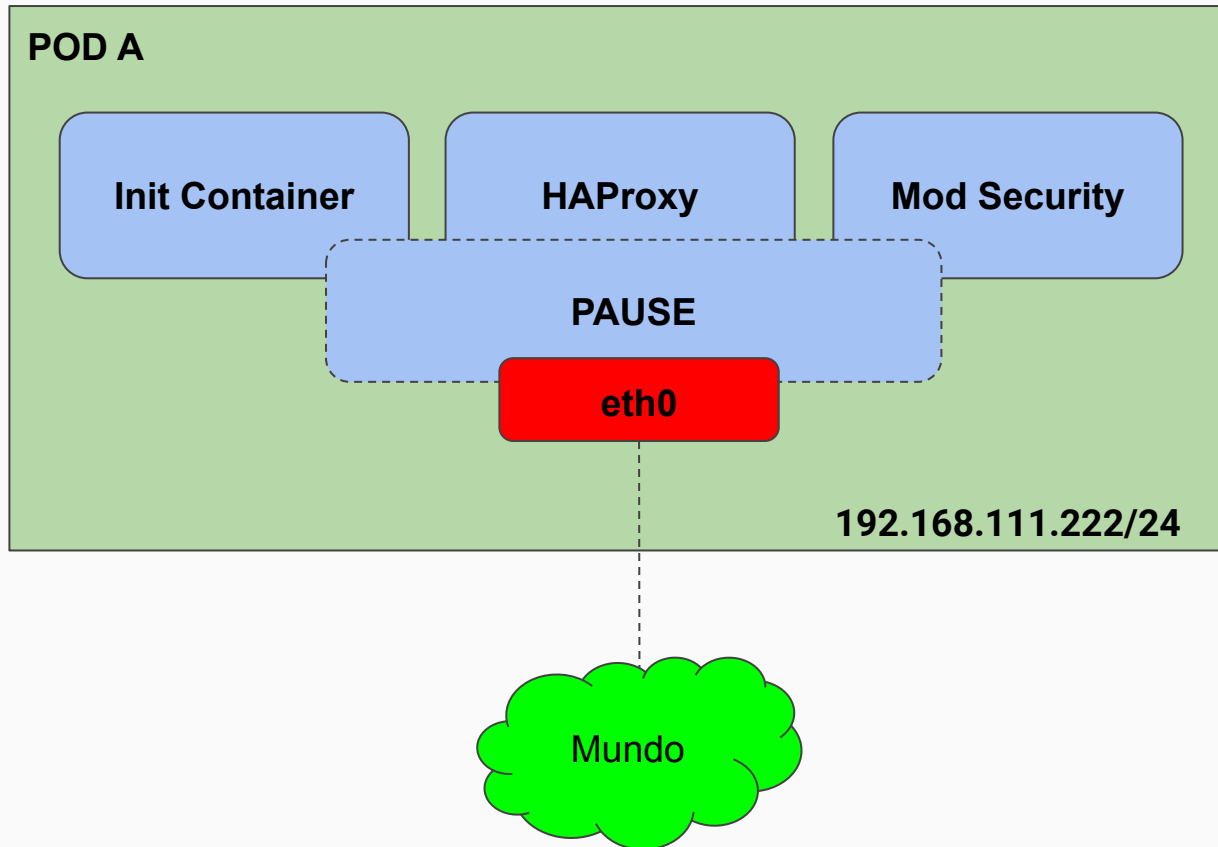 POD A
Init Container
HAProxy
Mod Security
PAUSE
eth0
192.168.111.222/24
Mundo